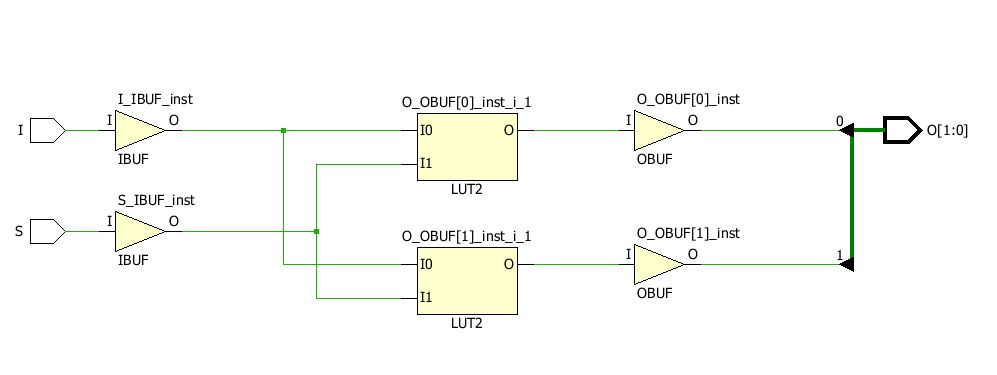 I_IBUF_inst
O_OBUF[0]_inst_i_1
O_OBUF[0]_inst
I
I
O
I0
O
I
O
0
O[1:0]
IBUF
I1
OBUF
LUT2
S_IBUF_inst
S
I
O
O_OBUF[1]_inst_i_1
O_OBUF[1]_inst
IBUF
I0
O
I
O
1
I1
OBUF
LUT2